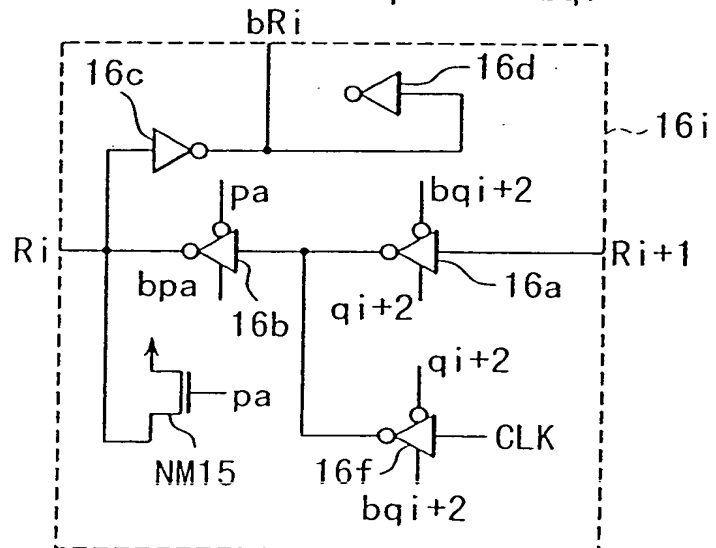 bRi
16c
16d
16i
pa
bqi+2
Ri
Ri+1
bpa
16b
qi+2
16a
qi+2
pa
CLK
NM15
16f
bqi+2